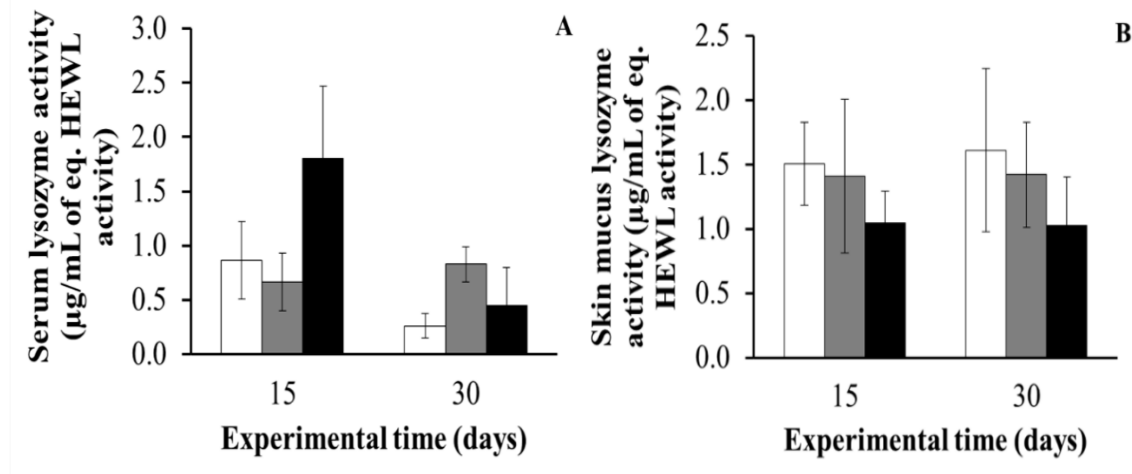 A
Serum lysozyme activity
(µg/mL of eq. HEWL
activity)
3.0
2.5
2.0
1.5
1.0
0.5
0.0
15
30
Experimental time (days)
B
Skin mucus lysozyme
activity (µg/mL of eq.
HEWL activity)
2.5
2.0
1.5
1.0
0.5
0.0
15
30
Experimental time (days)